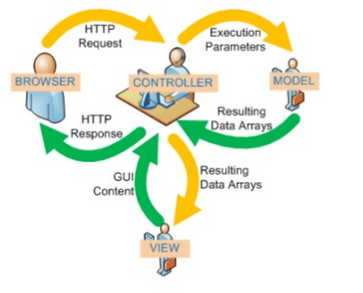 HTTP
Request
Execution
Parameters
BROWSER
CONTROLLER
MODEL
HTTP
Response
Resulting
Data Arrays
GUI
Content
Resulting
Data Arrays
VIEW